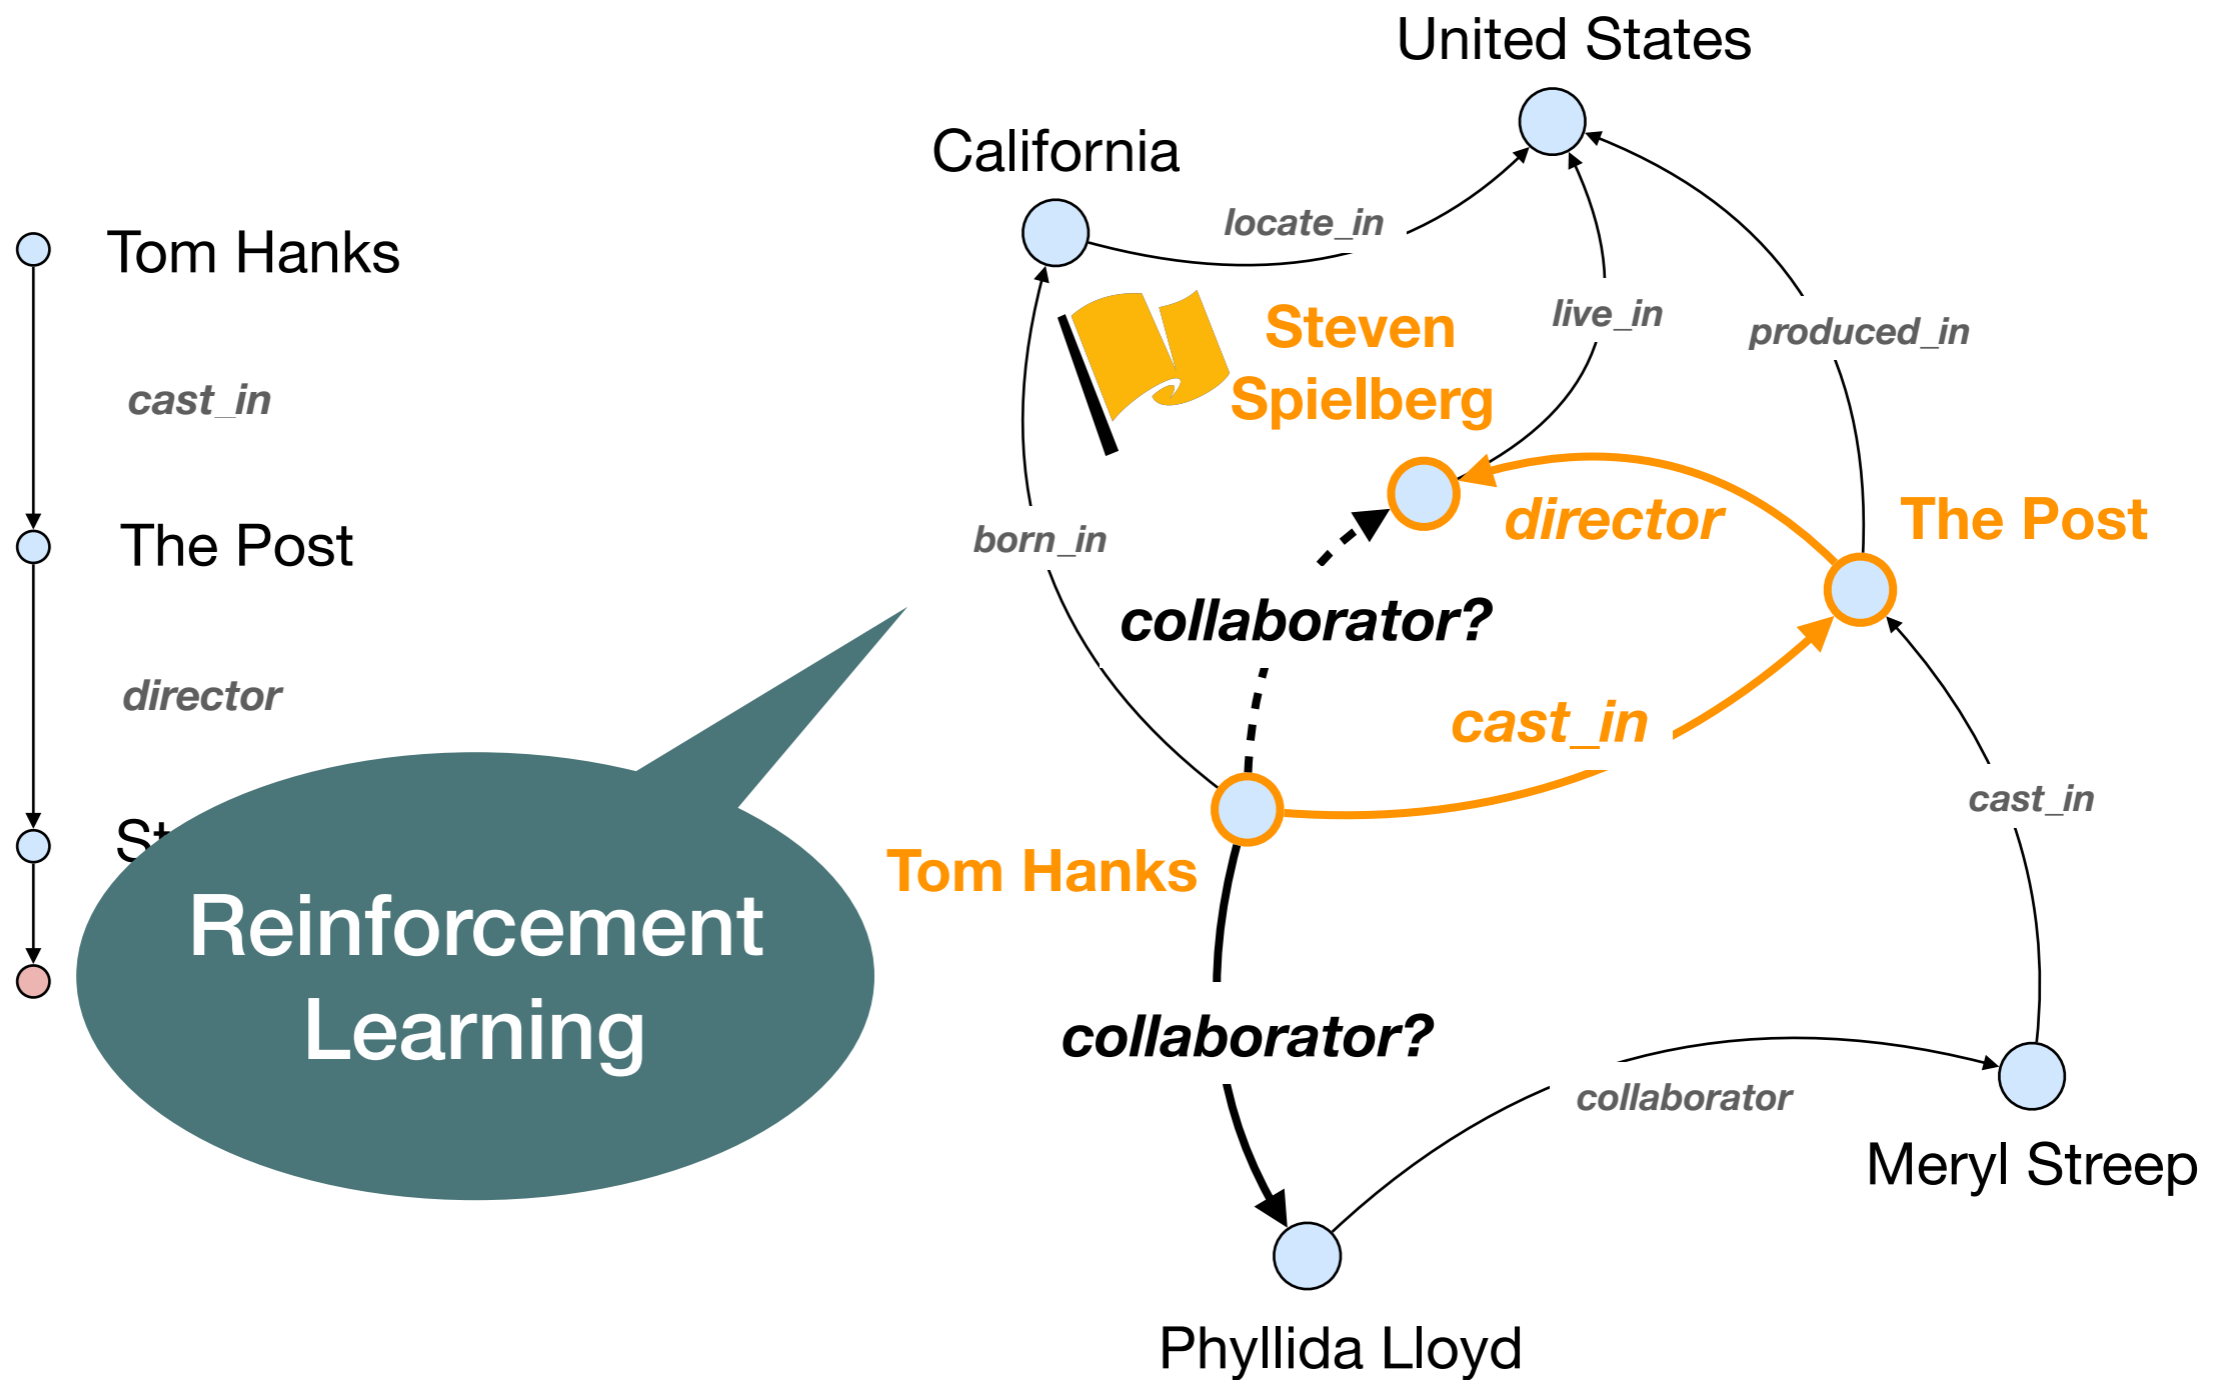 United States
California
locate_in
Tom Hanks
live_in
produced_in
Steven
Spielberg
cast_in
director
The Post
born_in
The Post
collaborator?
director
cast_in
cast_in
Tom Hanks
Reinforcement
Learning
collaborator?
collaborator
Meryl Streep
Phyllida Lloyd